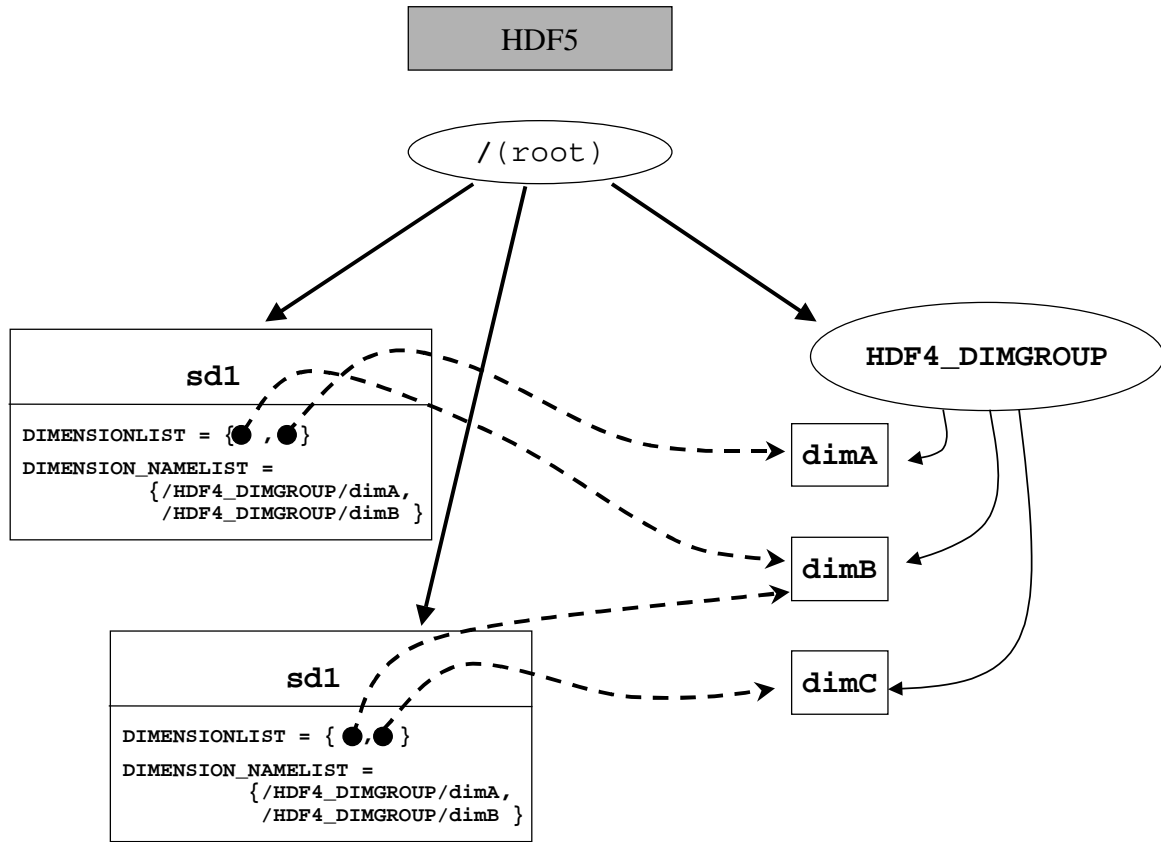 HDF5
/(root)
HDF4_DIMGROUP
sd1
DIMENSIONLIST = { , }
DIMENSION_NAMELIST =
{/HDF4_DIMGROUP/dimA,
/HDF4_DIMGROUP/dimB }
dimA
dimB
dimC
sd1
DIMENSIONLIST = { , }
DIMENSION_NAMELIST =
{/HDF4_DIMGROUP/dimA,
/HDF4_DIMGROUP/dimB }